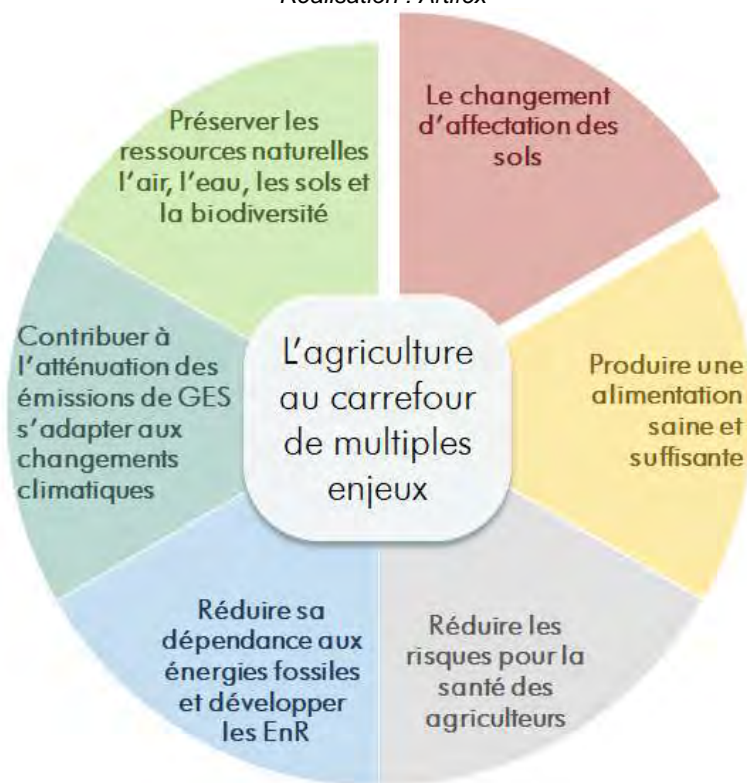 Réalisation : Artifex
Le changement
d'affectation des
sols
Produire une
alimentation
saine et
suffisante
Réduire les
risques pour la
santé des
agriculteurs
Réduire sa
dépendance aux
énergies fossiles
et développer
les EnR
Contribuer à
l'atténuation des
émissions de GES
s'adapter aux
changements
climatiques
Préserver les
ressources naturelles
l'air, l'eau, les sols et
la biodiversité
L'agriculture
au carrefour
de multiples
enjeux